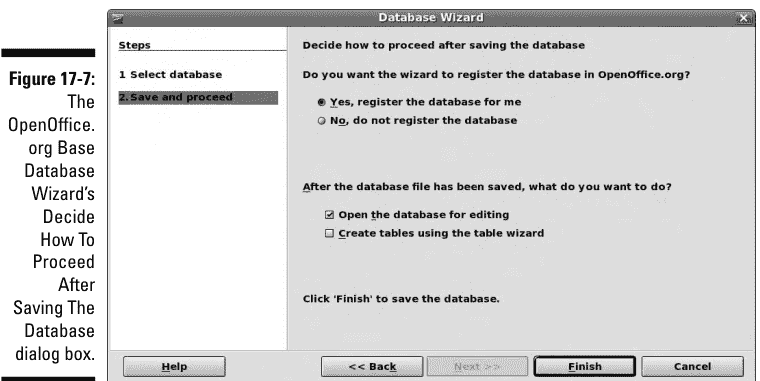 Figure 17-7:
The
OpenOffice.
org Base
Database
Wizard's
Decide
How To
Proceed
After
Saving The
Database
dialog box.
Database Wizard
Steps
1 Select database
2. Save and proceed
Decide how to proceed after saving the database
Do you want the wizard to register the database in OpenOffice.org?
Yes, register the database for me
No, do not register the database
After the database file has been saved, what do you want to do?
Open the database for editing
Create tables using the table wizard
Click 'Finish' to save the database.
Help
<< Back
Next >>
Finish
Cancel